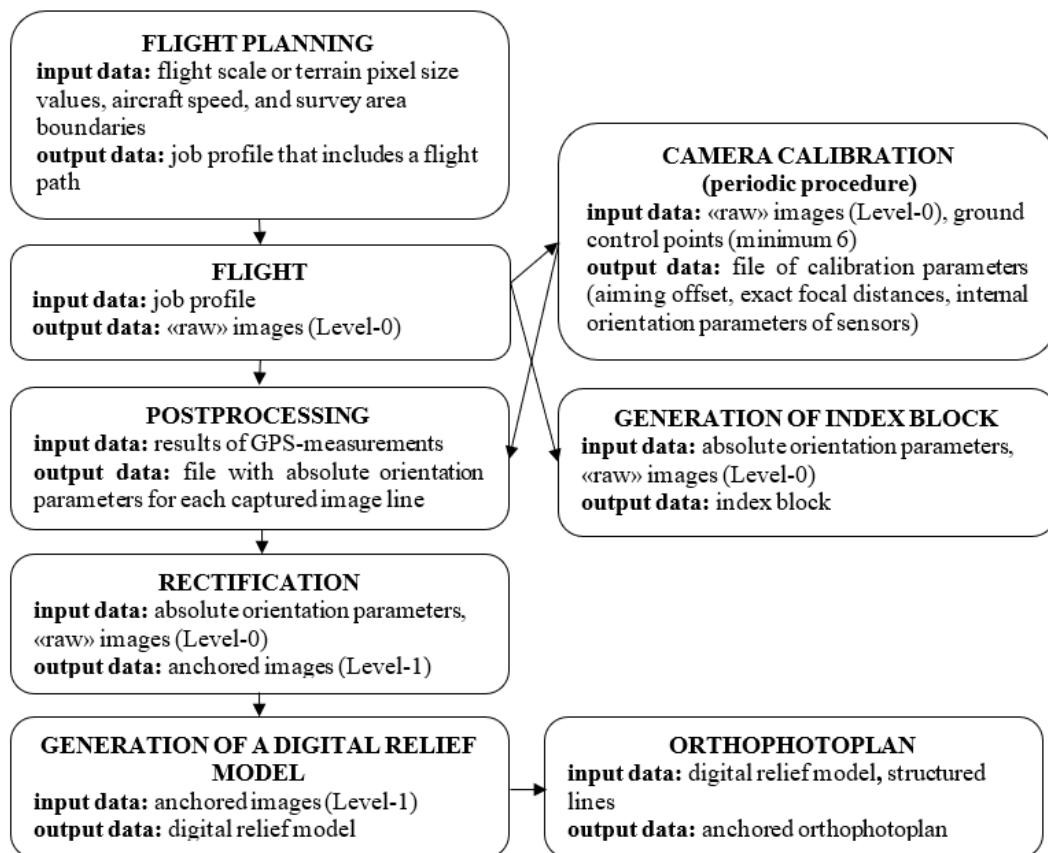 FLIGHT PLANNING
input data: flight scale or terrain pixel size
values, aircraft speed, and survey area
boundaries
output data: job profile that includes a flight
path
CAMERA CALIBRATION
(periodic procedure)
input data: «raw» images (Level-0), ground
control points (minimum 6)
output data: file of calibration parameters
(aiming offset, exact focal distances, internal
orientation parameters of sensors)
FLIGHT
input data: job profile
output data: «raw» images (Level-0)
POSTPROCESSING
input data: results of GPS-measurements
output data: file with absolute orientation
parameters for each captured image line
GENERATION OF INDEX BLOCK
input data: absolute orientation parameters,
«raw» images (Level-0)
output data: index block
RECTIFICATION
input data: absolute orientation parameters,
«raw» images (Level-0)
output data: anchored images (Level-1)
GENERATION OF A DIGITAL RELIEF
MODEL
input data: anchored images (Level-1)
output data: digital relief model
ORTHOPHOTOPLAN
input data: digital relief model, structured
lines
output data: anchored orthophotoplan